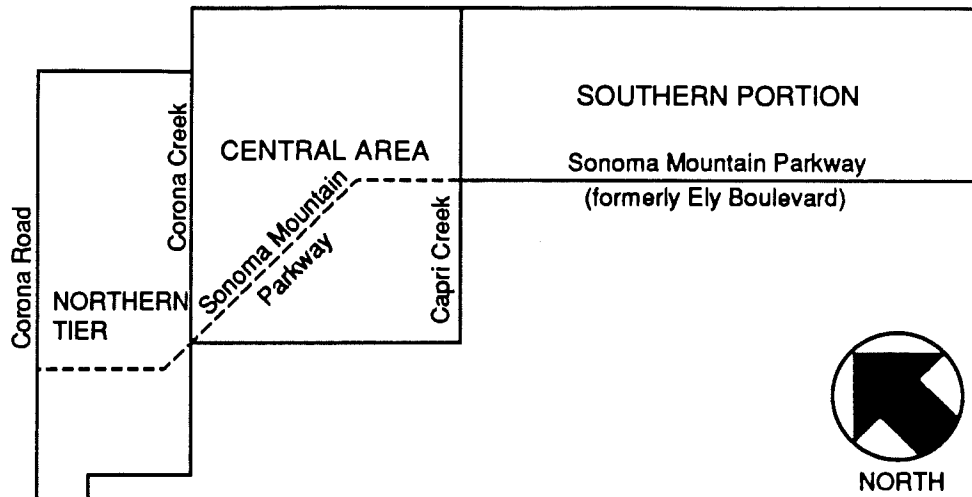 Corona Road
NORTHERN
TIER
Corona Creek
CENTRAL AREA
Sonoma Mountain
Parkway
Capri Creek
SOUTHERN PORTION
Sonoma Mountain Parkway
(formerly Ely Boulevard)
NORTH